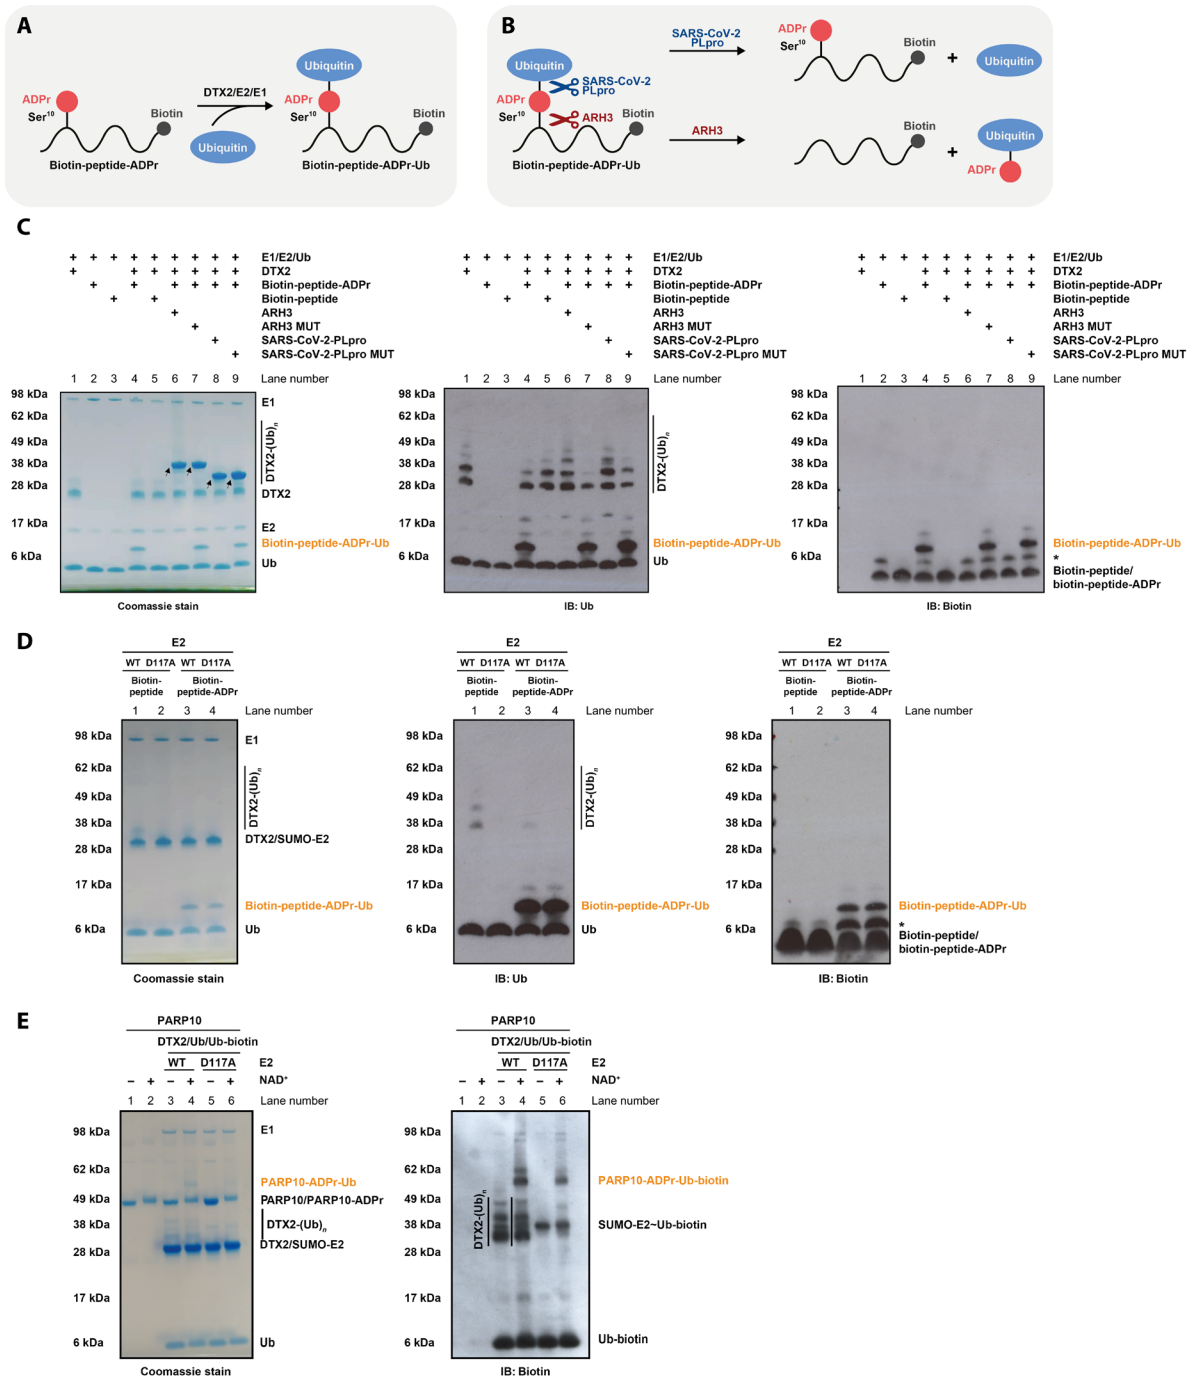 A
ADPr
Ser10
Biotin
Biotin-peptide-ADPr
DTX2/E2/E1
Ubiquitin
Ubiquitin
ADPr
Ser10
Biotin
Biotin-peptide-ADPr-Ub
B
Ubiquitin
SARS-CoV-2
PLpro
ADPr
Ser10
ARH3
Biotin
Biotin-peptide-ADPr-Ub
SARS-CoV-2
PLpro
ADPr
Ser10
Biotin
+
Ubiquitin
ARH3
Biotin
+
Ubiquitin
ADPr
C
+ + + + + + + + + E1/E2/Ub
+ + + + + + + DTX2
+ + + + + + Biotin-peptide-ADPr
+ + Biotin-peptide
+ ARH3
+ ARH3 MUT
+ SARS-CoV-2-PLpro
+ SARS-CoV-2-PLpro MUT
1 2 3 4 5 6 7 8 9 Lane number
98 kDa
62 kDa
49 kDa
38 kDa
28 kDa
17 kDa
6 kDa
E1
DTX2-(Ub)n
DTX2
E2
Biotin-peptide-ADPr-Ub
Ub
Coomassie stain
+ + + + + + + + + E1/E2/Ub
+ + + + + + + DTX2
+ + + + + + Biotin-peptide-ADPr
+ + Biotin-peptide
+ ARH3
+ ARH3 MUT
+ SARS-CoV-2-PLpro
+ SARS-CoV-2-PLpro MUT
1 2 3 4 5 6 7 8 9 Lane number
98 kDa
62 kDa
49 kDa
38 kDa
28 kDa
17 kDa
6 kDa
DTX2-(Ub)n
Biotin-peptide-ADPr-Ub
Ub
IB: Ub
+ + + + + + + + + E1/E2/Ub
+ + + + + + + DTX2
+ + + + + + Biotin-peptide-ADPr
+ + Biotin-peptide
+ ARH3
+ ARH3 MUT
+ SARS-CoV-2-PLpro
+ SARS-CoV-2-PLpro MUT
1 2 3 4 5 6 7 8 9 Lane number
98 kDa
62 kDa
49 kDa
38 kDa
28 kDa
17 kDa
6 kDa
Biotin-peptide-ADPr-Ub
*
Biotin-peptide/
biotin-peptide-ADPr
IB: Biotin
D
E2
WT D117A WT D117A
Biotin-
peptide
Biotin-
peptide-ADPr
1 2 3 4 Lane number
98 kDa
62 kDa
49 kDa
38 kDa
28 kDa
17 kDa
6 kDa
E1
DTX2-(Ub)n
DTX2/SUMO-E2
Biotin-peptide-ADPr-Ub
Ub
Coomassie stain
E2
WT D117A WT D117A
Biotin-
peptide
Biotin-
peptide-ADPr
1 2 3 4 Lane number
98 kDa
62 kDa
49 kDa
38 kDa
28 kDa
17 kDa
6 kDa
DTX2-(Ub)n
Biotin-peptide-ADPr-Ub
Ub
IB: Ub
E2
WT D117A WT D117A
Biotin-
peptide
Biotin-
peptide-ADPr
1 2 3 4 Lane number
98 kDa
62 kDa
49 kDa
38 kDa
28 kDa
17 kDa
6 kDa
Biotin-peptide-ADPr-Ub
*
Biotin-peptide/
biotin-peptide-ADPr
IB: Biotin
E
PARP10
DTX2/Ub/Ub-biotin
WT D117A E2
– + – + – + NAD+
1 2 3 4 5 6 Lane number
98 kDa
62 kDa
49 kDa
38 kDa
28 kDa
17 kDa
6 kDa
E1
PARP10-ADPr-Ub
PARP10/PARP10-ADPr
DTX2-(Ub)n
DTX2/SUMO-E2
Ub
Coomassie stain
PARP10
DTX2/Ub/Ub-biotin
WT D117A E2
– + – + – + NAD+
1 2 3 4 5 6 Lane number
98 kDa
62 kDa
49 kDa
38 kDa
28 kDa
17 kDa
6 kDa
DTX2-(Ub)n
PARP10-ADPr-Ub-biotin
SUMO-E2~Ub-biotin
Ub-biotin
IB: Biotin